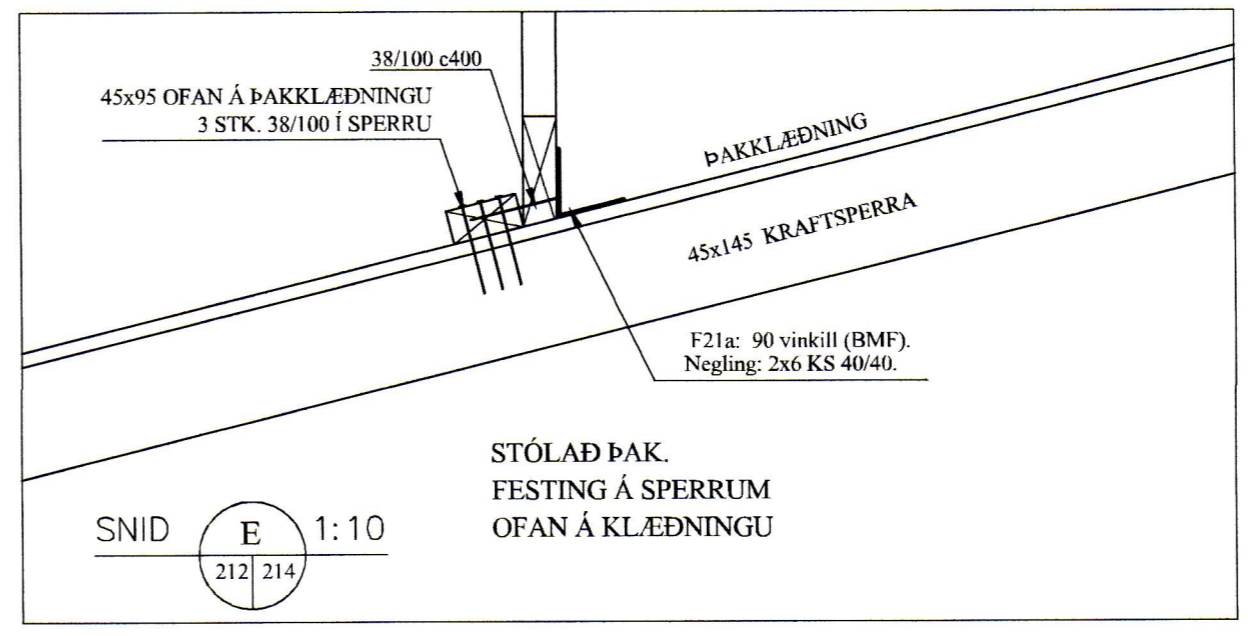 38/100 c400
45x95 OFAN Á ÞAKKLÆÐNINGU
3 STK. 38/100 Í SPERRU
ÞAKKLÆÐNING
45x145 KRAFTSPERRA
F21a: 90 vinkill (BMF).
Negling: 2x6 KS 40/40.
STÓLAÐ ÞAK.
FESTING Á SPERRUM
OFAN Á KLÆÐNINGU
SNID E 1:10
212 214